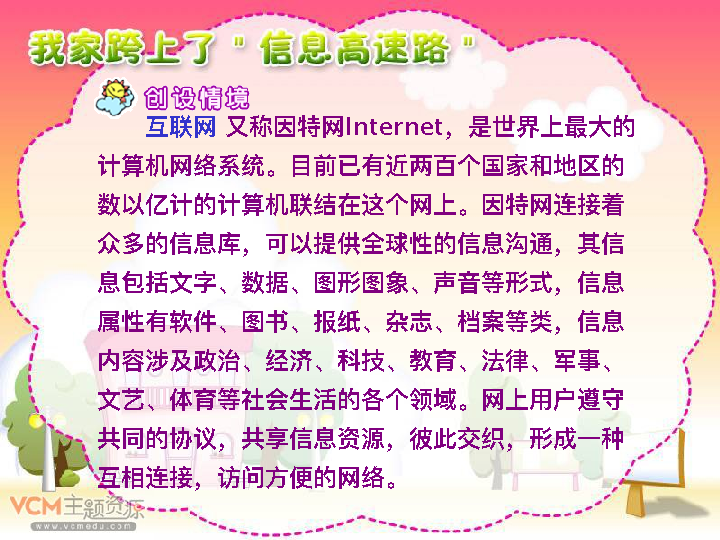 我家跨上了＂信息高速路＂
创设情境
互联网 又称因特网Internet，是世界上最大的
计算机网络系统。目前已有近两百个国家和地区的
数以亿计的计算机联结在这个网上。因特网连接着
众多的信息库，可以提供全球性的信息沟通，其信
息包括文字、数据、图形图象、声音等形式，信息
属性有软件、图书、报纸、杂志、档案等类，信息
内容涉及政治、经济、科技、教育、法律、军事、
文艺、体育等社会生活的各个领域。网上用户遵守
共同的协议，共享信息资源，彼此交织，形成一种
互相连接，访问方便的网络。
VCM主题资源
www.vcmedu.com